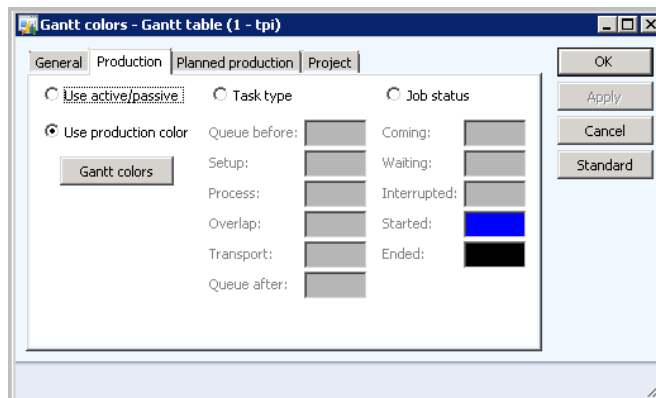 Gantt colors - Gantt table (1 - tpi)
General Production Planned production Project
Use active/passive Task type Job status
Use production color Queue before: Coming:
Gantt colors Setup: Waiting:
Process: Interrupted:
Overlap: Started:
Transport: Ended:
Queue after:
OK
Apply
Cancel
Standard